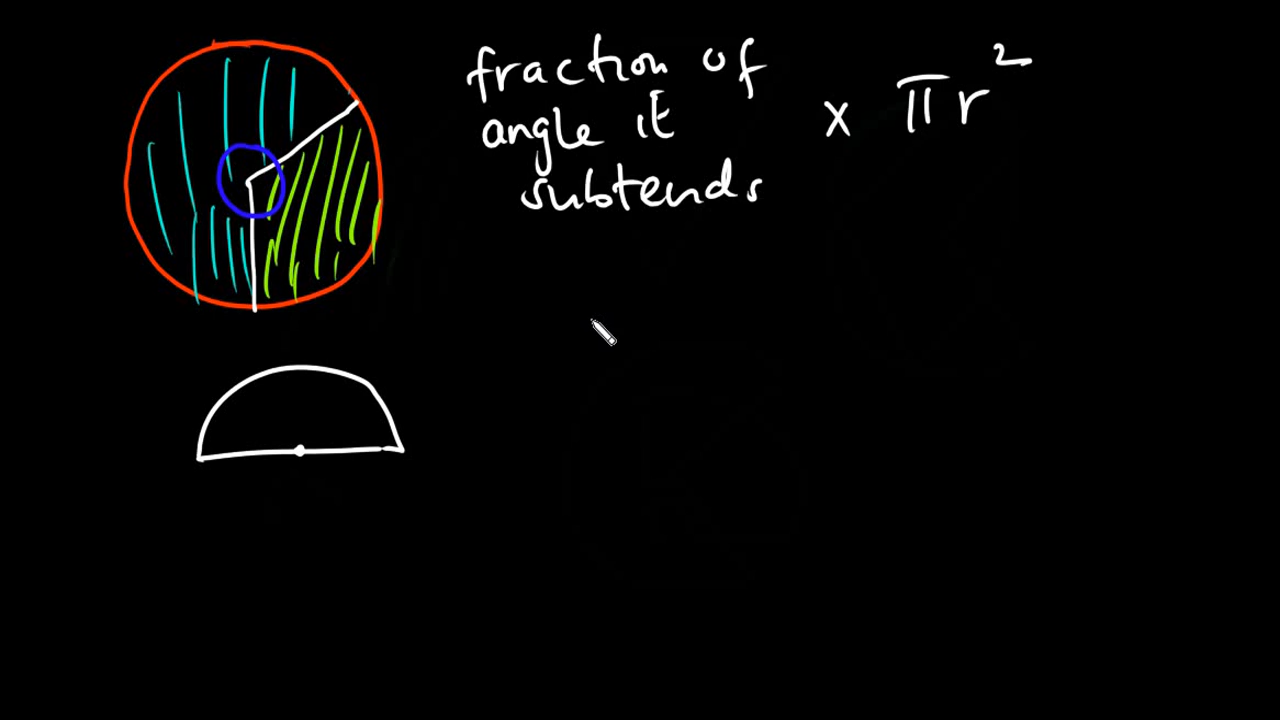 fraction of
angle it × πr²
subtends